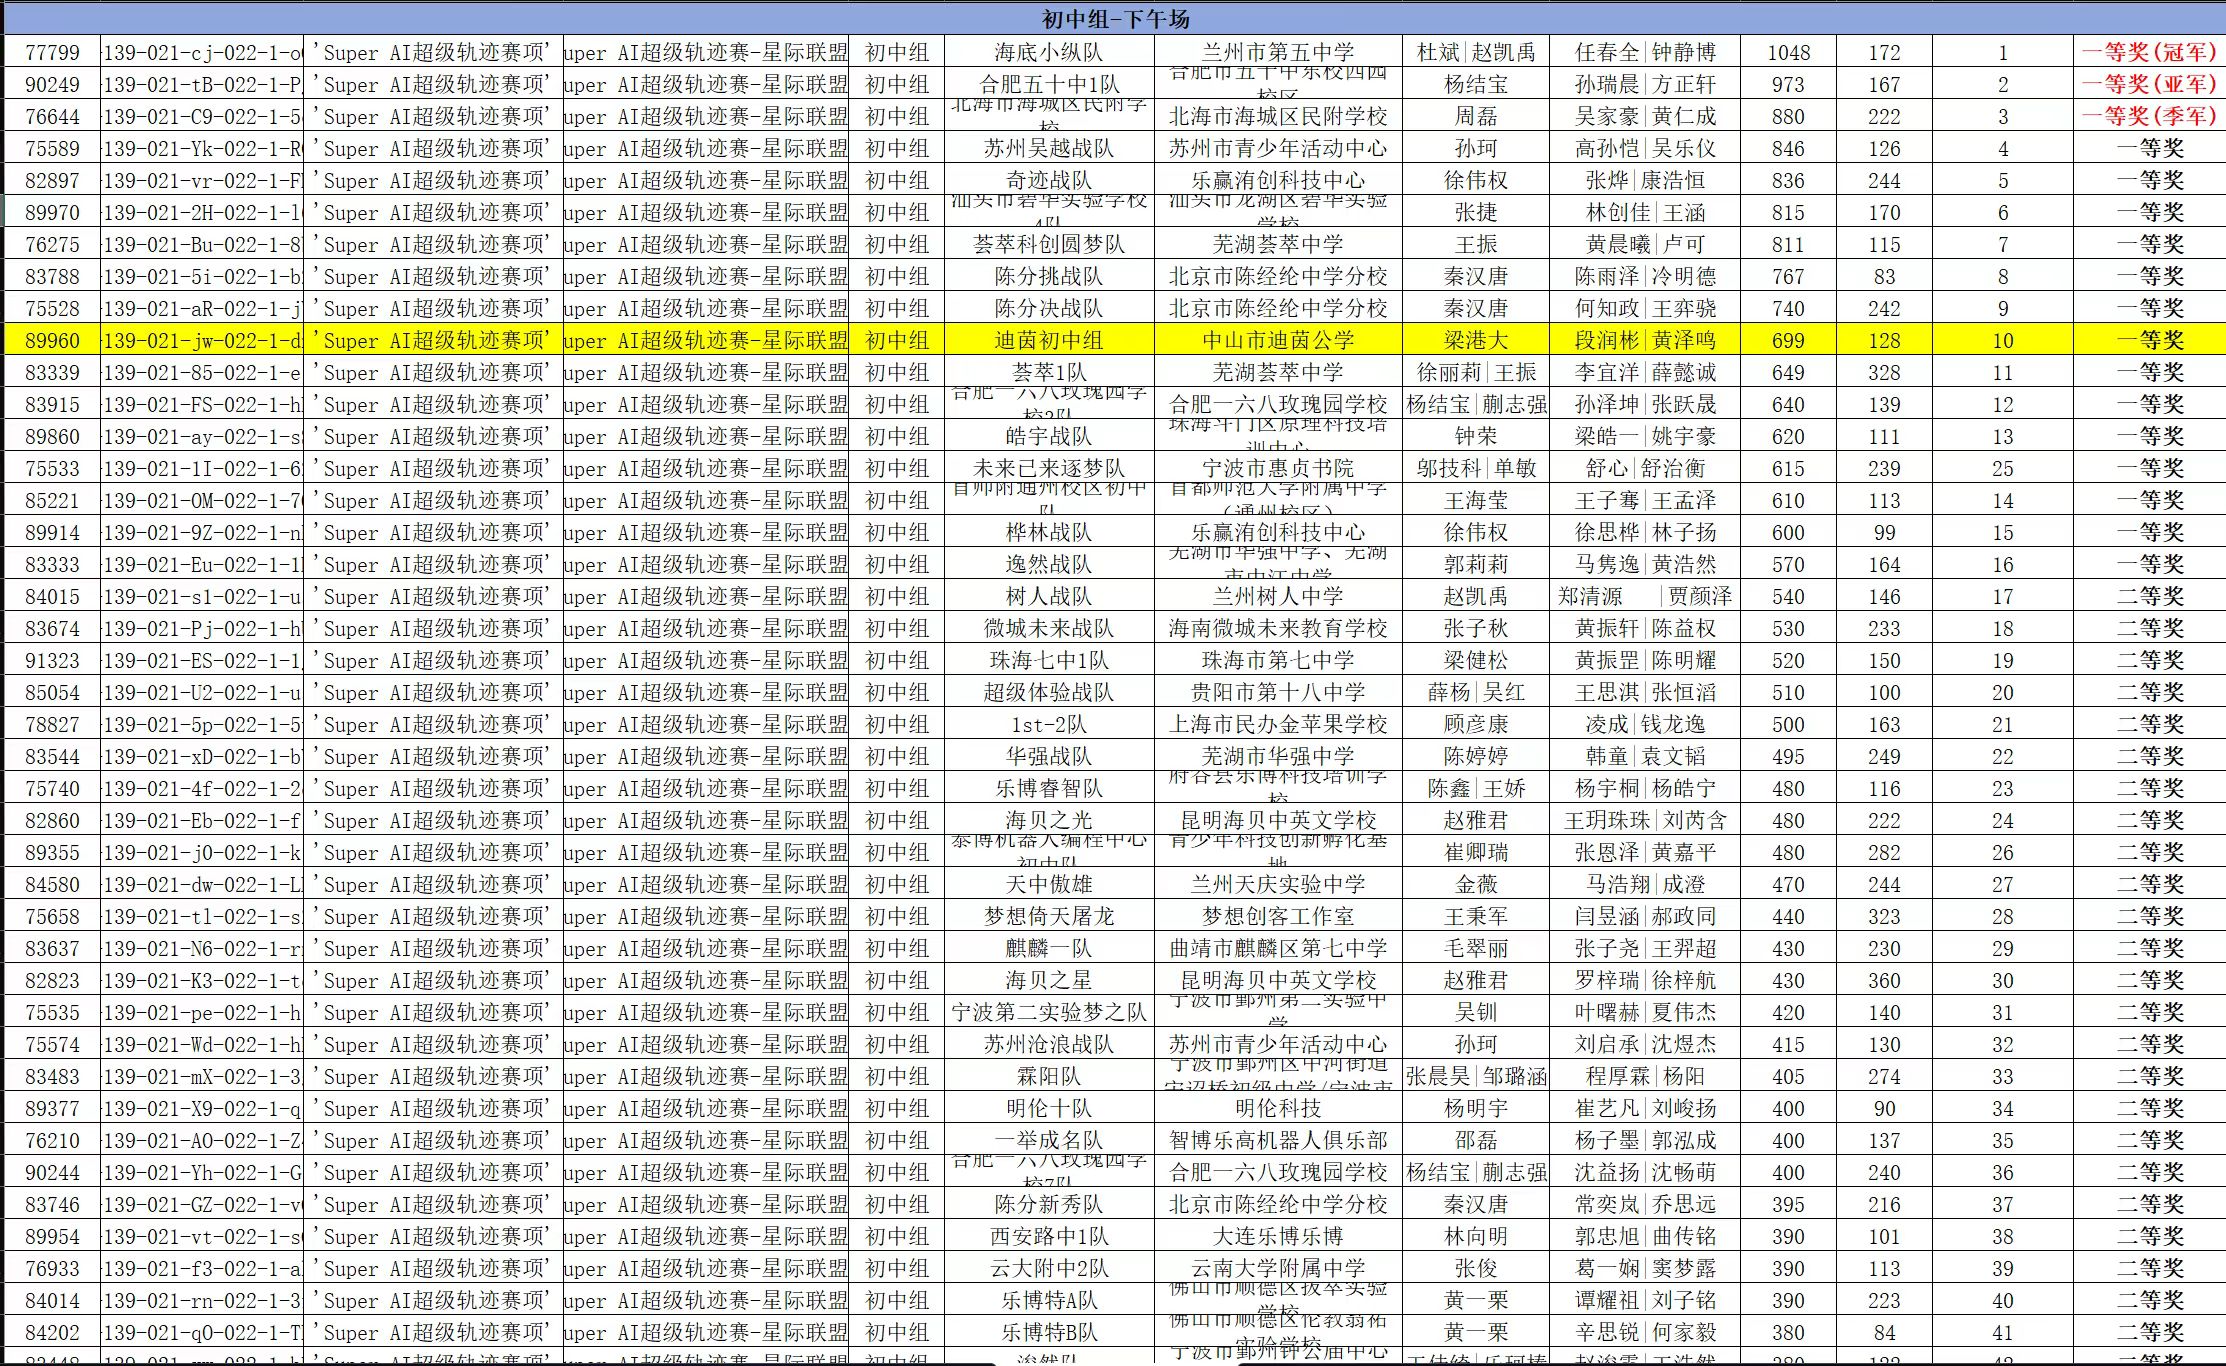 初中组-下午场
77799 139-021-cj-022-1-o 'Super AI超级轨迹赛项' uper AI超级轨迹赛-星际联盟 初中组 海底小纵队 兰州市第五中学 杜斌|赵凯禹 任春全|钟静博 1048 172 1 一等奖(冠军)
90249 139-021-tB-022-1-P 'Super AI超级轨迹赛项' uper AI超级轨迹赛-星际联盟 初中组 合肥五十中1队 合肥市五十中东校西园校区 杨结宝 孙瑞晨|方正轩 973 167 2 一等奖(亚军)
76644 139-021-C9-022-1-5 'Super AI超级轨迹赛项' uper AI超级轨迹赛-星际联盟 初中组 北海市海城区民附学校 北海市海城区民附学校 周磊 吴家豪|黄仁成 880 222 3 一等奖(季军)
75589 139-021-Yk-022-1-R 'Super AI超级轨迹赛项' uper AI超级轨迹赛-星际联盟 初中组 苏州吴越战队 苏州市青少年活动中心 孙珂 高孙恺|吴乐仪 846 126 4 一等奖
82897 139-021-vr-022-1-F 'Super AI超级轨迹赛项' uper AI超级轨迹赛-星际联盟 初中组 奇迹战队 乐赢洧创科技中心 徐伟权 张烨|康浩恒 836 244 5 一等奖
89970 139-021-2H-022-1-l 'Super AI超级轨迹赛项' uper AI超级轨迹赛-星际联盟 初中组 汕头市碧华实验学校4队 汕头市龙湖区碧华实验学校 张捷 林创佳|王涵 815 170 6 一等奖
76275 139-021-Bu-022-1-8 'Super AI超级轨迹赛项' uper AI超级轨迹赛-星际联盟 初中组 荟萃科创圆梦队 芜湖荟萃中学 王振 黄晨曦|卢可 811 115 7 一等奖
83788 139-021-5i-022-1-b 'Super AI超级轨迹赛项' uper AI超级轨迹赛-星际联盟 初中组 陈分挑战队 北京市陈经纶中学分校 秦汉唐 陈雨泽|冷明德 767 83 8 一等奖
75528 139-021-aR-022-1-j 'Super AI超级轨迹赛项' uper AI超级轨迹赛-星际联盟 初中组 陈分决战队 北京市陈经纶中学分校 秦汉唐 何知政|王弈骁 740 242 9 一等奖
89960 139-021-jw-022-1-d 'Super AI超级轨迹赛项' uper AI超级轨迹赛-星际联盟 初中组 迪茵初中组 中山市迪茵公学 梁港大 段润彬|黄泽鸣 699 128 10 一等奖
83339 139-021-85-022-1-e 'Super AI超级轨迹赛项' uper AI超级轨迹赛-星际联盟 初中组 荟萃1队 芜湖荟萃中学 徐丽莉|王振 李宜洋|薛懿诚 649 328 11 一等奖
83915 139-021-FS-022-1-h 'Super AI超级轨迹赛项' uper AI超级轨迹赛-星际联盟 初中组 合肥一六八玫瑰园学校2队 合肥一六八玫瑰园学校 杨结宝|蒯志强 孙泽坤|张跃晟 640 139 12 一等奖
89860 139-021-ay-022-1-s 'Super AI超级轨迹赛项' uper AI超级轨迹赛-星际联盟 初中组 皓宇战队 珠海斗门区原理科技培训中心 钟荣 梁皓一|姚宇豪 620 111 13 一等奖
75533 139-021-1I-022-1-6 'Super AI超级轨迹赛项' uper AI超级轨迹赛-星际联盟 初中组 未来已来逐梦队 宁波市惠贞书院 邬技科|单敏 舒心|舒治衡 615 239 25 一等奖
85221 139-021-OM-022-1-7 'Super AI超级轨迹赛项' uper AI超级轨迹赛-星际联盟 初中组 首师附通州校区初中队 首都师范大学附属中学（通州校区） 王海莹 王子骞|王孟泽 610 113 14 一等奖
89914 139-021-9Z-022-1-n 'Super AI超级轨迹赛项' uper AI超级轨迹赛-星际联盟 初中组 桦林战队 乐赢洧创科技中心 徐伟权 徐思桦|林子扬 600 99 15 一等奖
83333 139-021-Eu-022-1-1 'Super AI超级轨迹赛项' uper AI超级轨迹赛-星际联盟 初中组 逸然战队 芜湖市华强中学、芜湖市中江中学 郭莉莉 马隽逸|黄浩然 570 164 16 一等奖
84015 139-021-s1-022-1-u 'Super AI超级轨迹赛项' uper AI超级轨迹赛-星际联盟 初中组 树人战队 兰州树人中学 赵凯禹 郑清源 |贾颜泽 540 146 17 二等奖
83674 139-021-Pj-022-1-h 'Super AI超级轨迹赛项' uper AI超级轨迹赛-星际联盟 初中组 微城未来战队 海南微城未来教育学校 张子秋 黄振轩|陈益权 530 233 18 二等奖
91323 139-021-ES-022-1-1 'Super AI超级轨迹赛项' uper AI超级轨迹赛-星际联盟 初中组 珠海七中1队 珠海市第七中学 梁健松 黄振罡|陈明耀 520 150 19 二等奖
85054 139-021-U2-022-1-u 'Super AI超级轨迹赛项' uper AI超级轨迹赛-星际联盟 初中组 超级体验战队 贵阳市第十八中学 薛杨|吴红 王思淇|张恒滔 510 100 20 二等奖
78827 139-021-5p-022-1-5 'Super AI超级轨迹赛项' uper AI超级轨迹赛-星际联盟 初中组 1st-2队 上海市民办金苹果学校 顾彦康 凌成|钱龙逸 500 163 21 二等奖
83544 139-021-xD-022-1-b 'Super AI超级轨迹赛项' uper AI超级轨迹赛-星际联盟 初中组 华强战队 芜湖市华强中学 陈婷婷 韩童|袁文韬 495 249 22 二等奖
75740 139-021-4f-022-1-2 'Super AI超级轨迹赛项' uper AI超级轨迹赛-星际联盟 初中组 乐博睿智队 府谷县乐博科技培训学校 陈鑫|王娇 杨宇桐|杨皓宁 480 116 23 二等奖
82860 139-021-Eb-022-1-f 'Super AI超级轨迹赛项' uper AI超级轨迹赛-星际联盟 初中组 海贝之光 昆明海贝中英文学校 赵雅君 王玥珠珠|刘芮含 480 222 24 二等奖
89355 139-021-j0-022-1-k 'Super AI超级轨迹赛项' uper AI超级轨迹赛-星际联盟 初中组 泰博机器人编程中心初中队 青少年科技创新孵化基地 崔卿瑞 张恩泽|黄嘉平 480 282 26 二等奖
84580 139-021-dw-022-1-L 'Super AI超级轨迹赛项' uper AI超级轨迹赛-星际联盟 初中组 天中傲雄 兰州天庆实验中学 金薇 马浩翔|成澄 470 244 27 二等奖
75658 139-021-tl-022-1-s 'Super AI超级轨迹赛项' uper AI超级轨迹赛-星际联盟 初中组 梦想倚天屠龙 梦想创客工作室 王秉军 闫昱涵|郝政同 440 323 28 二等奖
83637 139-021-N6-022-1-r 'Super AI超级轨迹赛项' uper AI超级轨迹赛-星际联盟 初中组 麒麟一队 曲靖市麒麟区第七中学 毛翠丽 张子尧|王羿超 430 230 29 二等奖
82823 139-021-K3-022-1-t 'Super AI超级轨迹赛项' uper AI超级轨迹赛-星际联盟 初中组 海贝之星 昆明海贝中英文学校 赵雅君 罗梓瑞|徐梓航 430 360 30 二等奖
75535 139-021-pe-022-1-h 'Super AI超级轨迹赛项' uper AI超级轨迹赛-星际联盟 初中组 宁波第二实验梦之队 宁波市鄞州第二实验中学 吴钏 叶曙赫|夏伟杰 420 140 31 二等奖
75574 139-021-Wd-022-1-h 'Super AI超级轨迹赛项' uper AI超级轨迹赛-星际联盟 初中组 苏州沧浪战队 苏州市青少年活动中心 孙珂 刘启承|沈煜杰 415 130 32 二等奖
83483 139-021-mX-022-1-3 'Super AI超级轨迹赛项' uper AI超级轨迹赛-星际联盟 初中组 霖阳队 宁波市鄞州区中河街道宋诏桥初级中学/宁波市 张晨昊|邹璐涵 程厚霖|杨阳 405 274 33 二等奖
89377 139-021-X9-022-1-q 'Super AI超级轨迹赛项' uper AI超级轨迹赛-星际联盟 初中组 明伦十队 明伦科技 杨明宇 崔艺凡|刘峻扬 400 90 34 二等奖
76210 139-021-AO-022-1-Z 'Super AI超级轨迹赛项' uper AI超级轨迹赛-星际联盟 初中组 一举成名队 智博乐高机器人俱乐部 邵磊 杨子墨|郭泓成 400 137 35 二等奖
90244 139-021-Yh-022-1-G 'Super AI超级轨迹赛项' uper AI超级轨迹赛-星际联盟 初中组 合肥一六八玫瑰园学校7队 合肥一六八玫瑰园学校 杨结宝|蒯志强 沈益扬|沈畅萌 400 240 36 二等奖
83746 139-021-GZ-022-1-v 'Super AI超级轨迹赛项' uper AI超级轨迹赛-星际联盟 初中组 陈分新秀队 北京市陈经纶中学分校 秦汉唐 常奕岚|乔思远 395 216 37 二等奖
89954 139-021-vt-022-1-s 'Super AI超级轨迹赛项' uper AI超级轨迹赛-星际联盟 初中组 西安路中1队 大连乐博乐博 林向明 郭忠旭|曲传铭 390 101 38 二等奖
76933 139-021-f3-022-1-a 'Super AI超级轨迹赛项' uper AI超级轨迹赛-星际联盟 初中组 云大附中2队 云南大学附属中学 张俊 葛一娴|窦梦露 390 113 39 二等奖
84014 139-021-rn-022-1-3 'Super AI超级轨迹赛项' uper AI超级轨迹赛-星际联盟 初中组 乐博特A队 佛山市顺德区拔萃实验学校 黄一栗 谭耀祖|刘子铭 390 223 40 二等奖
84202 139-021-qO-022-1-T 'Super AI超级轨迹赛项' uper AI超级轨迹赛-星际联盟 初中组 乐博特B队 佛山市顺德区伦教翁祐实验学校 黄一栗 辛思锐|何家毅 380 84 41 二等奖